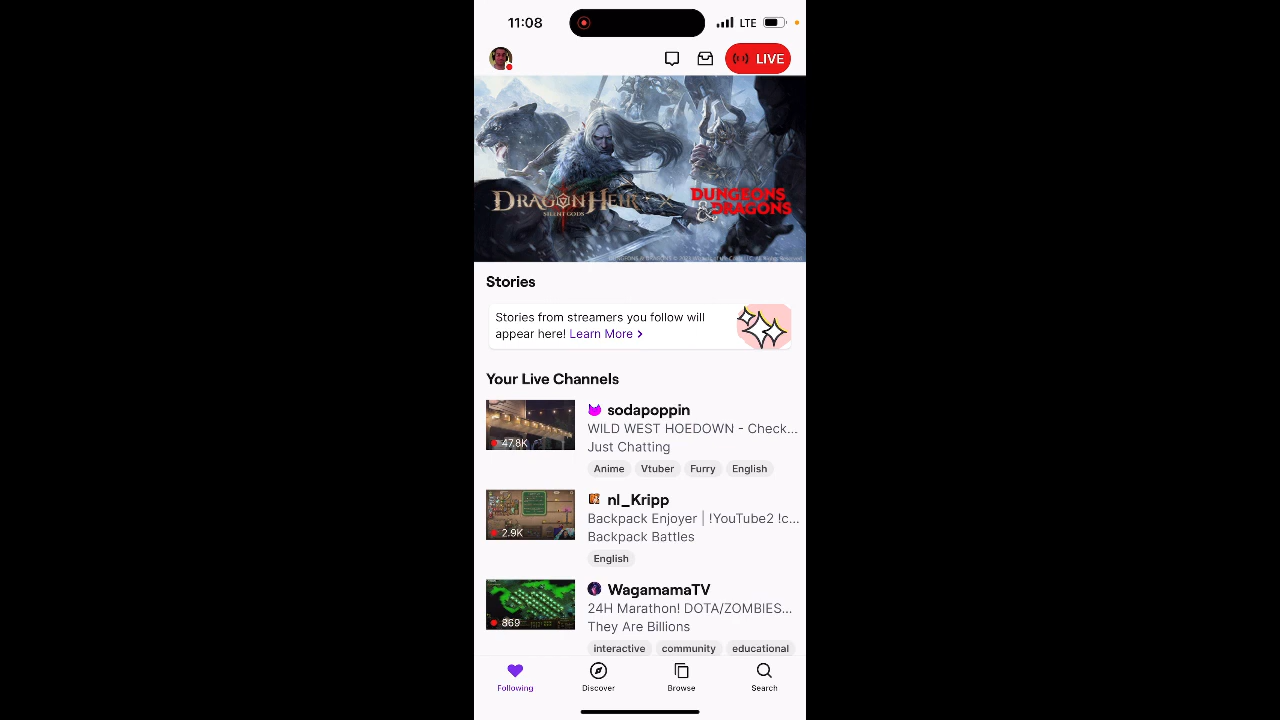 11:08
LTE
LIVE
DRAGONHEIR
SILENT GODS
X
DUNGEONS
& DRAGONS
Stories
Stories from streamers you follow will
appear here! Learn More >
Your Live Channels
sodapoppin
WILD WEST HOEDOWN - Check...
47.8K
Just Chatting
Anime Vtuber Furry English
nl_Kripp
Backpack Enjoyer | !YouTube2 !c...
2.9K
Backpack Battles
English
WagamamaTV
24H Marathon! DOTA/ZOMBIES...
869
They Are Billions
interactive community educational
Following Discover Browse Search